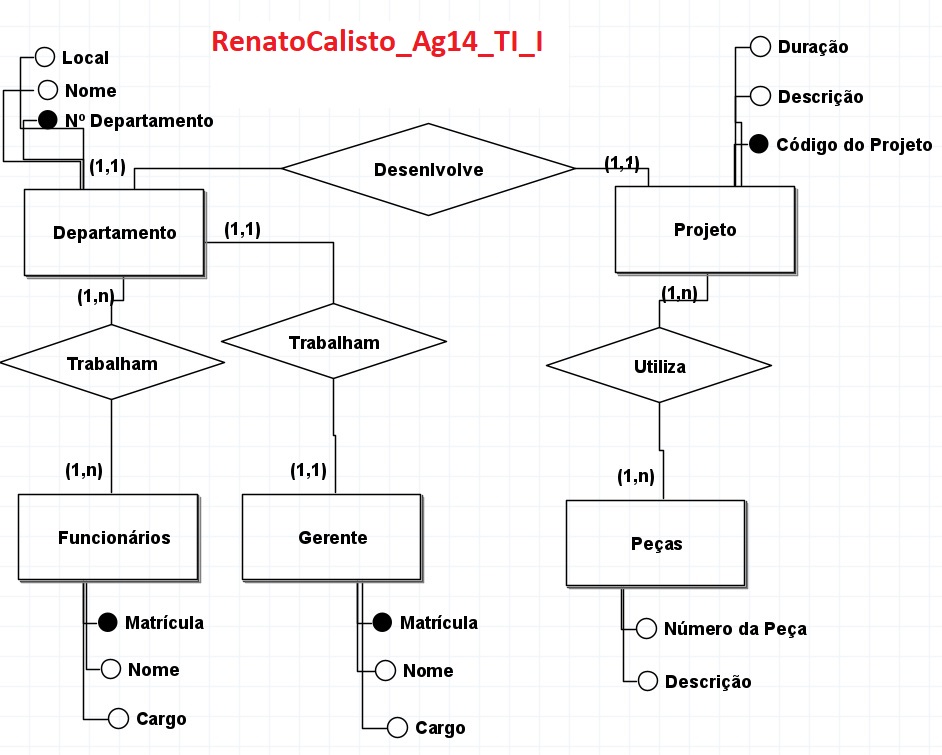 RenatoCalisto_Ag14_TI_I
Local
Nome
Nº Departamento
Duração
Descrição
Código do Projeto
(1,1)
Desenlvolve
(1,1)
Departamento
(1,1)
Projeto
(1,n)
(1,n)
Trabalham
Trabalham
Utiliza
(1,n)
(1,1)
(1,n)
Funcionários
Gerente
Peças
Matrícula
Nome
Cargo
Matrícula
Nome
Cargo
Número da Peça
Descrição